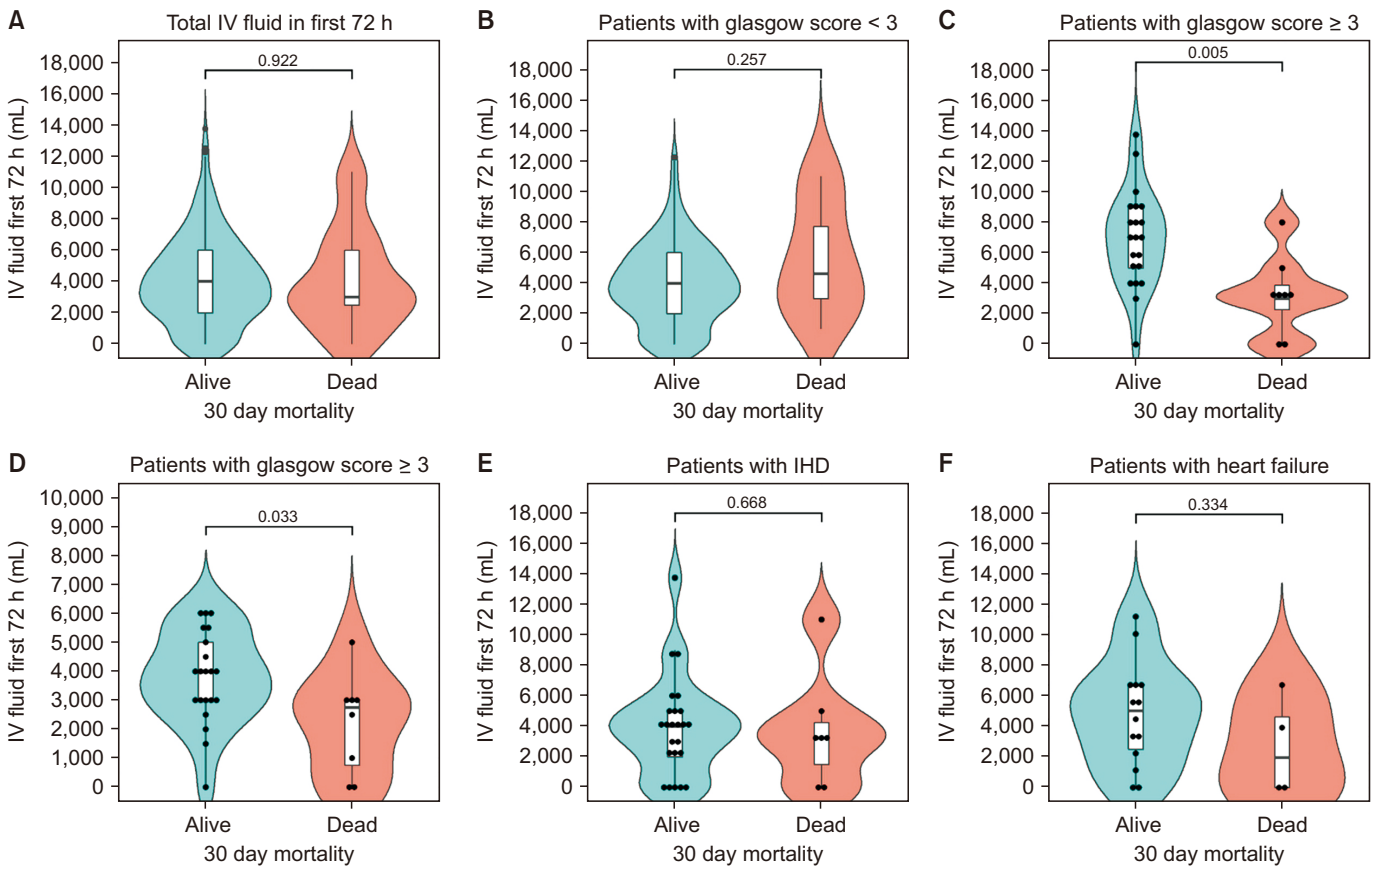 A
Total IV fluid in first 72 h
IV fluid first 72 h (mL)
18,000
16,000
14,000
12,000
10,000
8,000
6,000
4,000
2,000
0
0.922
Alive Dead
30 day mortality
B
Patients with glasgow score < 3
IV fluid first 72 h (mL)
18,000
16,000
14,000
12,000
10,000
8,000
6,000
4,000
2,000
0
0.257
Alive Dead
30 day mortality
C
Patients with glasgow score ≥ 3
IV fluid first 72 h (mL)
18,000
16,000
14,000
12,000
10,000
8,000
6,000
4,000
2,000
0
0.005
Alive Dead
30 day mortality
D
Patients with glasgow score ≥ 3
IV fluid first 72 h (mL)
10,000
9,000
8,000
7,000
6,000
5,000
4,000
3,000
2,000
1,000
0
0.033
Alive Dead
30 day mortality
E
Patients with IHD
IV fluid first 72 h (mL)
18,000
16,000
14,000
12,000
10,000
8,000
6,000
4,000
2,000
0
0.668
Alive Dead
30 day mortality
F
Patients with heart failure
IV fluid first 72 h (mL)
18,000
16,000
14,000
12,000
10,000
8,000
6,000
4,000
2,000
0
0.334
Alive Dead
30 day mortality